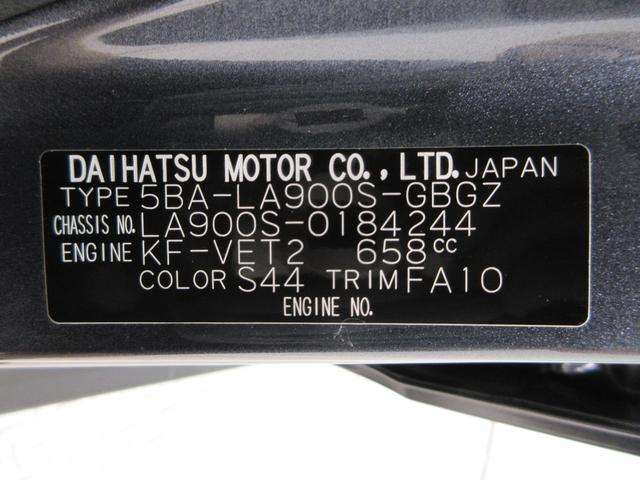 DAIHATSU MOTOR CO., LTD. JAPAN
TYPE 5BA-LA900S-GBGZ
CHASSIS NO. LA900S-0184244
ENGINE KF-VET2 658cc
COLOR S44 TRIM FA10
ENGINE NO.